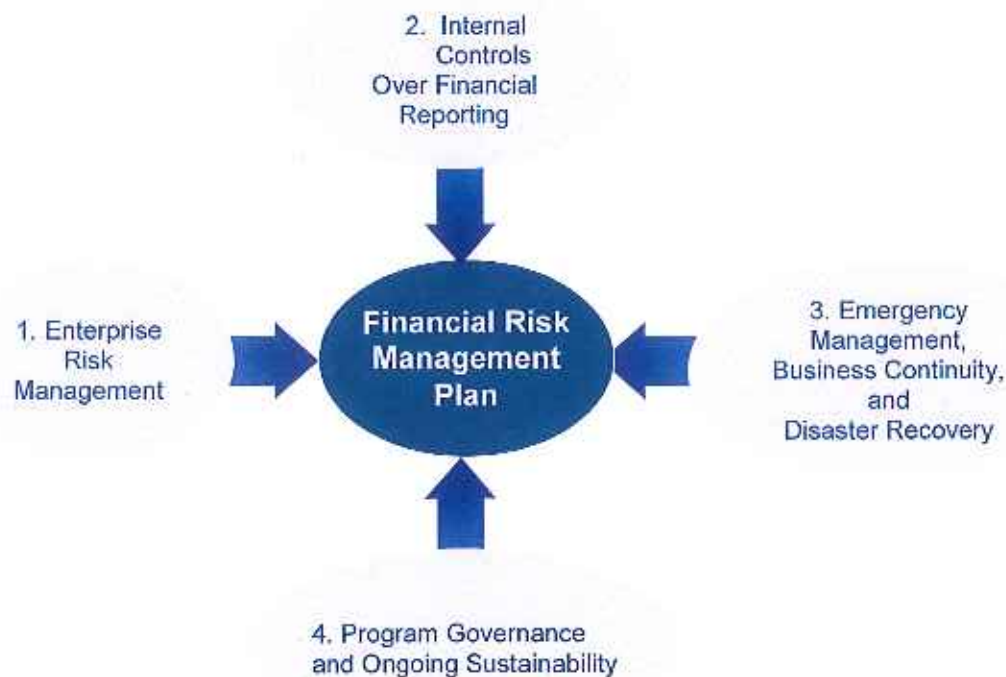 2. Internal
Controls
Over Financial
Reporting
1. Enterprise
Risk
Management
Financial Risk
Management
Plan
3. Emergency
Management,
Business Continuity,
and
Disaster Recovery
4. Program Governance
and Ongoing Sustainability